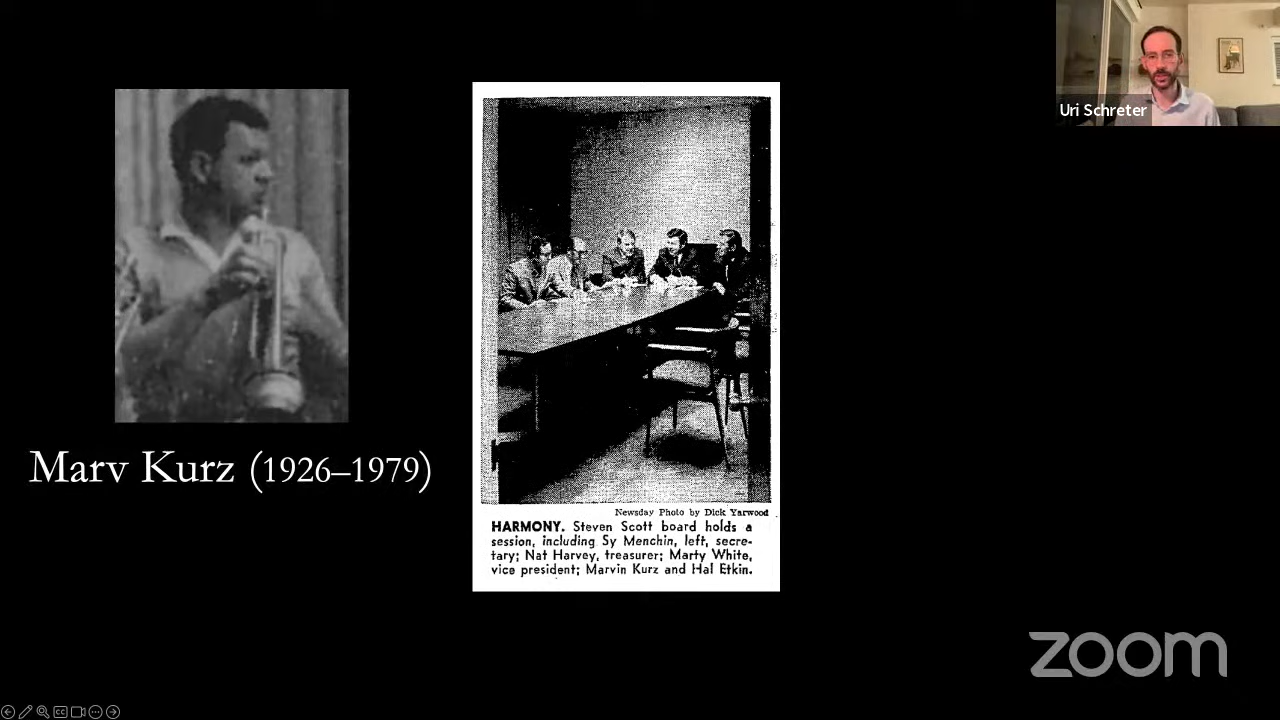 Uri Schreter
Marv Kurz (1926–1979)
Newsday Photo by Dick Yarwood
HARMONY. Steven Scott board holds a
session, including Sy Menchin, left, secre-
tary; Nat Harvey, treasurer; Marty White,
vice president; Marvin Kurz and Hal Etkin.
zoom
CC